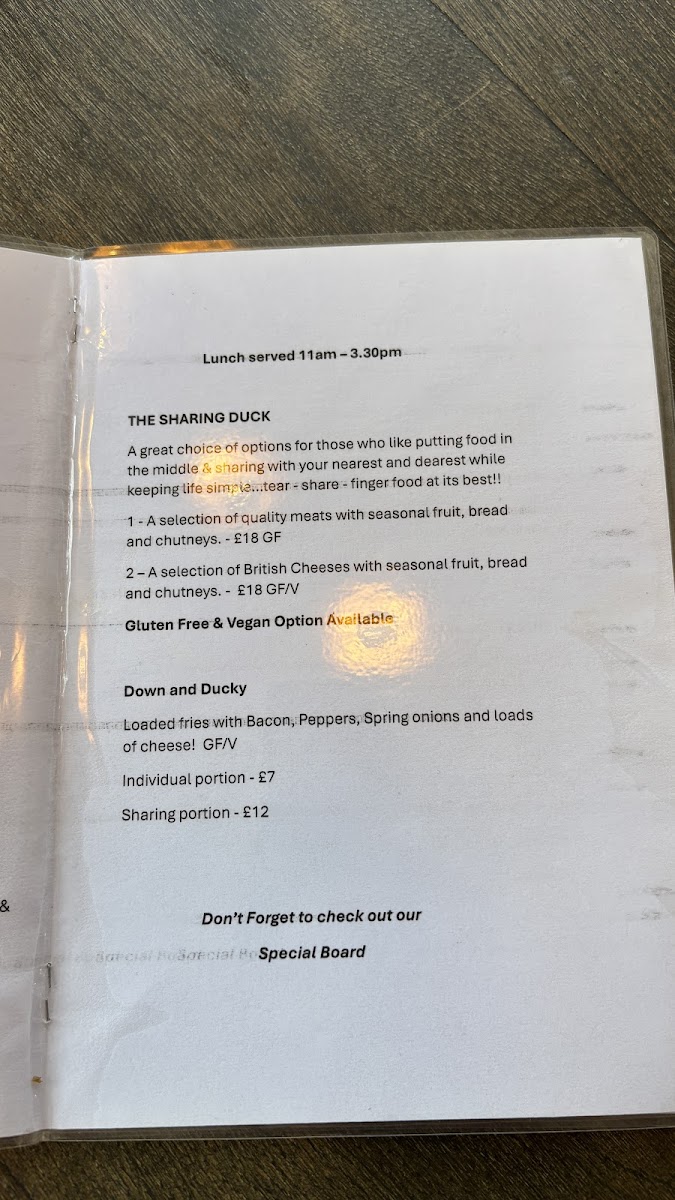 Lunch served 11am – 3.30pm
THE SHARING DUCK
A great choice of options for those who like putting food in
the middle & sharing with your nearest and dearest while
keeping life simple...tear - share - finger food at its best!!
1 - A selection of quality meats with seasonal fruit, bread
and chutneys. - £18 GF
2 – A selection of British Cheeses with seasonal fruit, bread
and chutneys. - £18 GF/V
Gluten Free & Vegan Option Available
Down and Ducky
Loaded fries with Bacon, Peppers, Spring onions and loads
of cheese! GF/V
Individual portion - £7
Sharing portion - £12
&
Don't Forget to check out our
Special Board